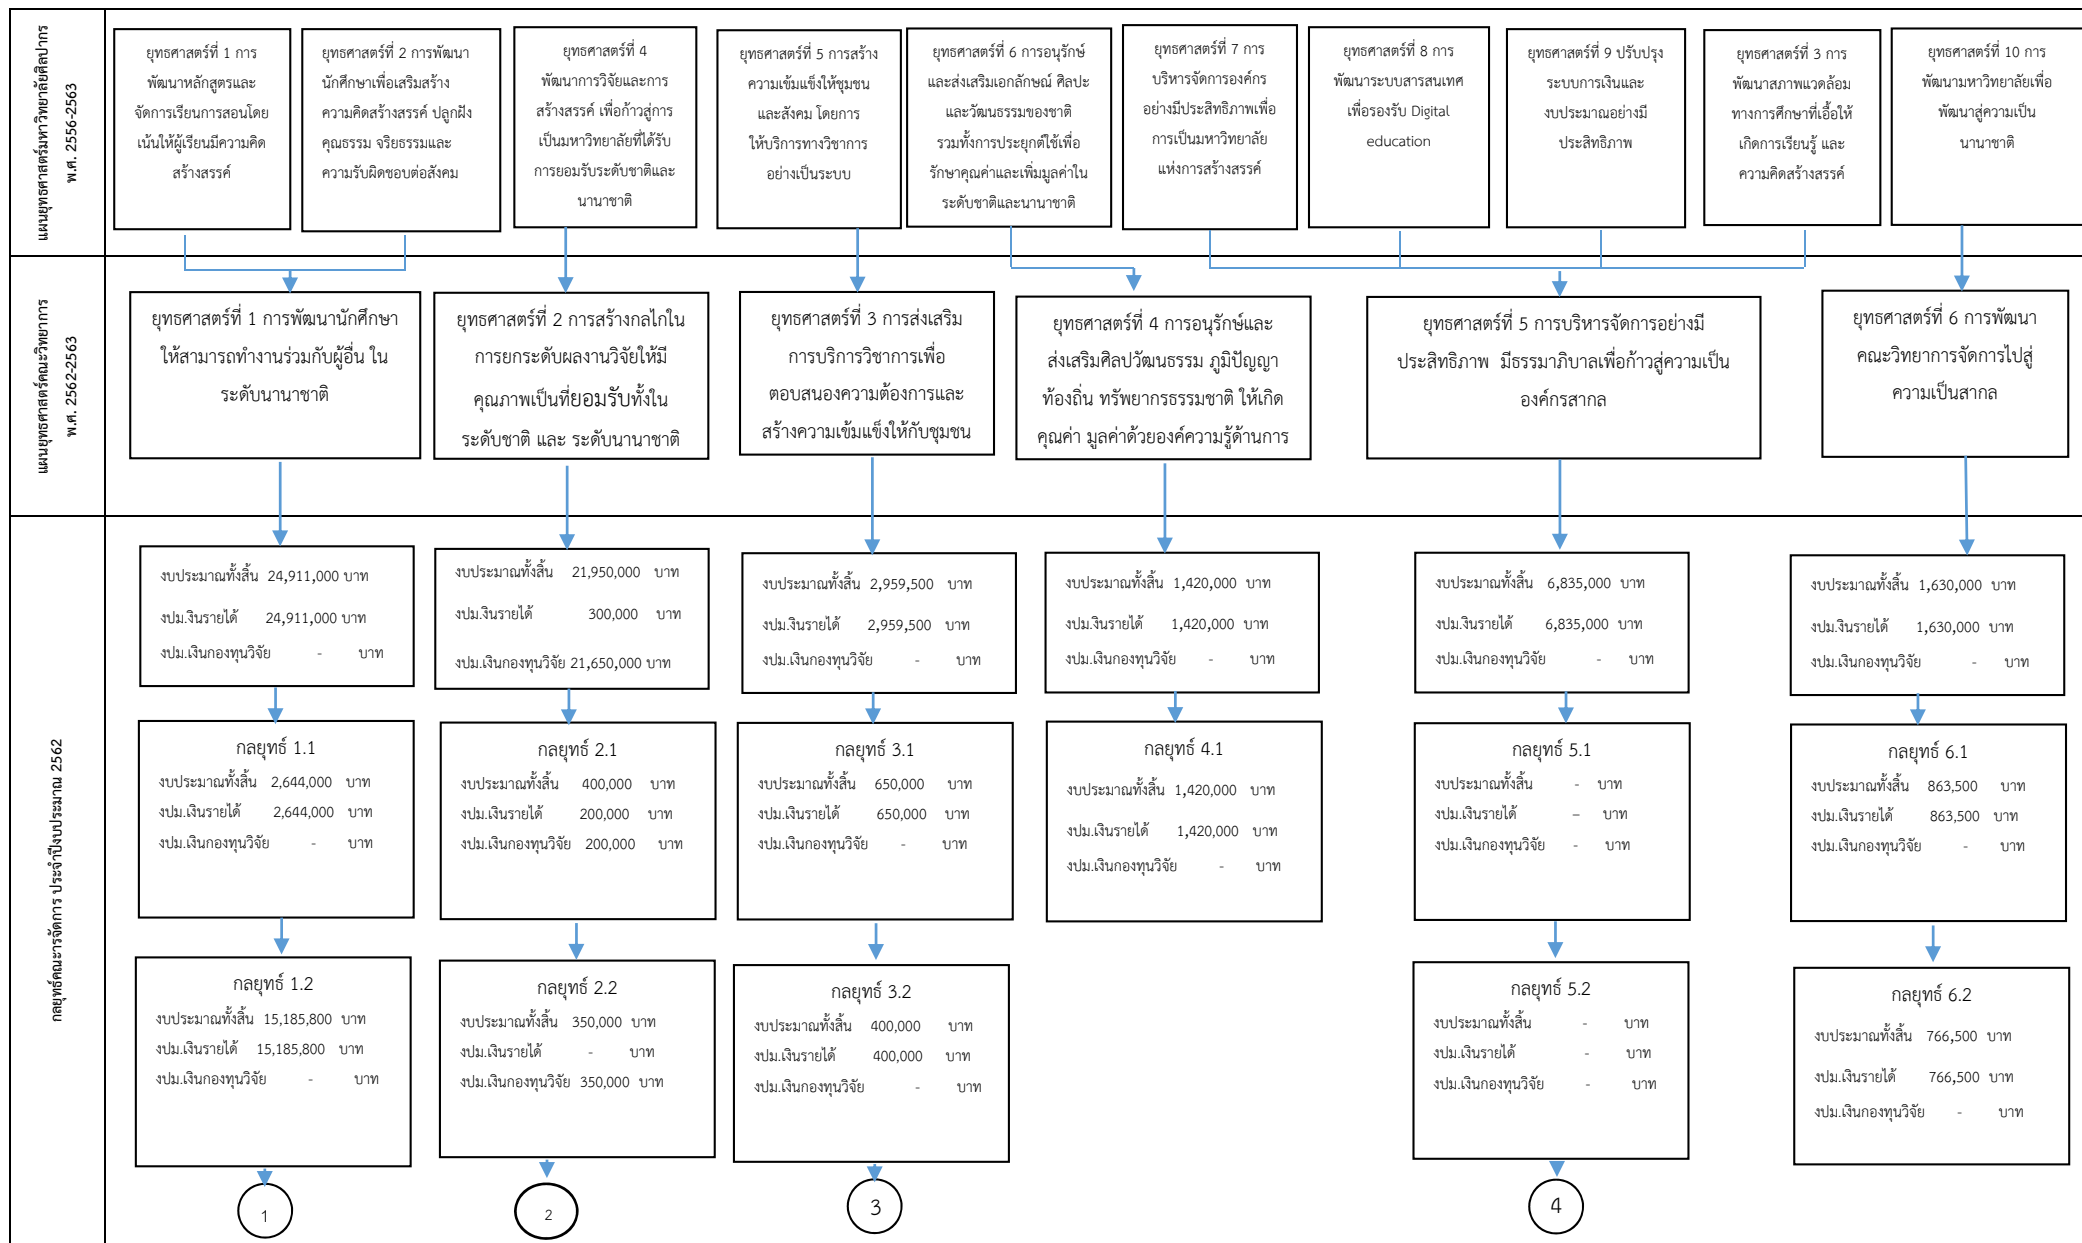 แผนยุทธศาสตร์มหาวิทยาลัยศิลปากร
พ.ศ. 2556-2563
ยุทธศาสตร์ที่ 1 การ
พัฒนาหลักสูตรและ
จัดการเรียนการสอนโดย
เน้นให้ผู้เรียนมีความคิด
สร้างสรรค์
ยุทธศาสตร์ที่ 2 การพัฒนา
นักศึกษาเพื่อเสริมสร้าง
ความคิดสร้างสรรค์ ปลูกฝัง
คุณธรรม จริยธรรมและ
ความรับผิดชอบต่อสังคม
ยุทธศาสตร์ที่ 4
พัฒนาการวิจัยและการ
สร้างสรรค์ เพื่อก้าวสู่การ
เป็นมหาวิทยาลัยที่ได้รับ
การยอมรับระดับชาติและ
นานาชาติ
ยุทธศาสตร์ที่ 5 การสร้าง
ความเข้มแข็งให้ชุมชน
และสังคม โดยการ
ให้บริการทางวิชาการ
อย่างเป็นระบบ
ยุทธศาสตร์ที่ 6 การอนุรักษ์
และส่งเสริมเอกลักษณ์ ศิลปะ
และวัฒนธรรมของชาติ
รวมทั้งการประยุกต์ใช้เพื่อ
รักษาคุณค่าและเพิ่มมูลค่าใน
ระดับชาติและนานาชาติ
ยุทธศาสตร์ที่ 7 การ
บริหารจัดการองค์กร
อย่างมีประสิทธิภาพเพื่อ
การเป็นมหาวิทยาลัย
แห่งการสร้างสรรค์
ยุทธศาสตร์ที่ 8 การ
พัฒนาระบบสารสนเทศ
เพื่อรองรับ Digital
education
ยุทธศาสตร์ที่ 9 ปรับปรุง
ระบบการเงินและ
งบประมาณอย่างมี
ประสิทธิภาพ
ยุทธศาสตร์ที่ 3 การ
พัฒนาสภาพแวดล้อม
ทางการศึกษาที่เอื้อให้
เกิดการเรียนรู้ และ
ความคิดสร้างสรรค์
ยุทธศาสตร์ที่ 10 การ
พัฒนามหาวิทยาลัยเพื่อ
พัฒนาสู่ความเป็น
นานาชาติ
แผนยุทธศาสตร์คณะวิทยาการ
พ.ศ. 2562-2563
ยุทธศาสตร์ที่ 1 การพัฒนานักศึกษา
ให้สามารถทำงานร่วมกับผู้อื่น ใน
ระดับนานาชาติ
ยุทธศาสตร์ที่ 2 การสร้างกลไกใน
การยกระดับผลงานวิจัยให้มี
คุณภาพเป็นที่ยอมรับทั้งใน
ระดับชาติ และ ระดับนานาชาติ
ยุทธศาสตร์ที่ 3 การส่งเสริม
การบริการวิชาการเพื่อ
ตอบสนองความต้องการและ
สร้างความเข้มแข็งให้กับชุมชน
ยุทธศาสตร์ที่ 4 การอนุรักษ์และ
ส่งเสริมศิลปวัฒนธรรม ภูมิปัญญา
ท้องถิ่น ทรัพยากรธรรมชาติ ให้เกิด
คุณค่า มูลค่าด้วยองค์ความรู้ด้านการ
ยุทธศาสตร์ที่ 5 การบริหารจัดการอย่างมี
ประสิทธิภาพ มีธรรมาภิบาลเพื่อก้าวสู่ความเป็น
องค์กรสากล
ยุทธศาสตร์ที่ 6 การพัฒนา
คณะวิทยาการจัดการไปสู่
ความเป็นสากล
กลยุทธ์คณะารจัดการ ประจำปีงบประมาณ 2562
งบประมาณทั้งสิ้น 24,911,000 บาท
งปม.งินรายได้ 24,911,000 บาท
งปม.เงินกองทุนวิจัย - บาท
งบประมาณทั้งสิ้น 21,950,000 บาท
งปม.งินรายได้ 300,000 บาท
งปม.เงินกองทุนวิจัย 21,650,000 บาท
งบประมาณทั้งสิ้น 2,959,500 บาท
งปม.งินรายได้ 2,959,500 บาท
งปม.เงินกองทุนวิจัย - บาท
งบประมาณทั้งสิ้น 1,420,000 บาท
งปม.งินรายได้ 1,420,000 บาท
งปม.เงินกองทุนวิจัย - บาท
งบประมาณทั้งสิ้น 6,835,000 บาท
งปม.งินรายได้ 6,835,000 บาท
งปม.เงินกองทุนวิจัย - บาท
งบประมาณทั้งสิ้น 1,630,000 บาท
งปม.งินรายได้ 1,630,000 บาท
งปม.เงินกองทุนวิจัย - บาท
กลยุทธ์ 1.1
งบประมาณทั้งสิ้น 2,644,000 บาท
งปม.เงินรายได้ 2,644,000 บาท
งปม.เงินกองทุนวิจัย - บาท
กลยุทธ์ 2.1
งบประมาณทั้งสิ้น 400,000 บาท
งปม.เงินรายได้ 200,000 บาท
งปม.เงินกองทุนวิจัย 200,000 บาท
กลยุทธ์ 3.1
งบประมาณทั้งสิ้น 650,000 บาท
งปม.เงินรายได้ 650,000 บาท
งปม.เงินกองทุนวิจัย - บาท
กลยุทธ์ 4.1
งบประมาณทั้งสิ้น 1,420,000 บาท
งปม.เงินรายได้ 1,420,000 บาท
งปม.เงินกองทุนวิจัย - บาท
กลยุทธ์ 5.1
งบประมาณทั้งสิ้น - บาท
งปม.เงินรายได้ – บาท
งปม.เงินกองทุนวิจัย - บาท
กลยุทธ์ 6.1
งบประมาณทั้งสิ้น 863,500 บาท
งปม.เงินรายได้ 863,500 บาท
งปม.เงินกองทุนวิจัย - บาท
กลยุทธ์ 1.2
งบประมาณทั้งสิ้น 15,185,800 บาท
งปม.เงินรายได้ 15,185,800 บาท
งปม.เงินกองทุนวิจัย - บาท
กลยุทธ์ 2.2
งบประมาณทั้งสิ้น 350,000 บาท
งปม.เงินรายได้ - บาท
งปม.เงินกองทุนวิจัย 350,000 บาท
กลยุทธ์ 3.2
งบประมาณทั้งสิ้น 400,000 บาท
งปม.เงินรายได้ 400,000 บาท
งปม.เงินกองทุนวิจัย - บาท
กลยุทธ์ 5.2
งบประมาณทั้งสิ้น - บาท
งปม.เงินรายได้ - บาท
งปม.เงินกองทุนวิจัย - บาท
กลยุทธ์ 6.2
งบประมาณทั้งสิ้น 766,500 บาท
งปม.เงินรายได้ 766,500 บาท
งปม.เงินกองทุนวิจัย - บาท
1
2
3
4